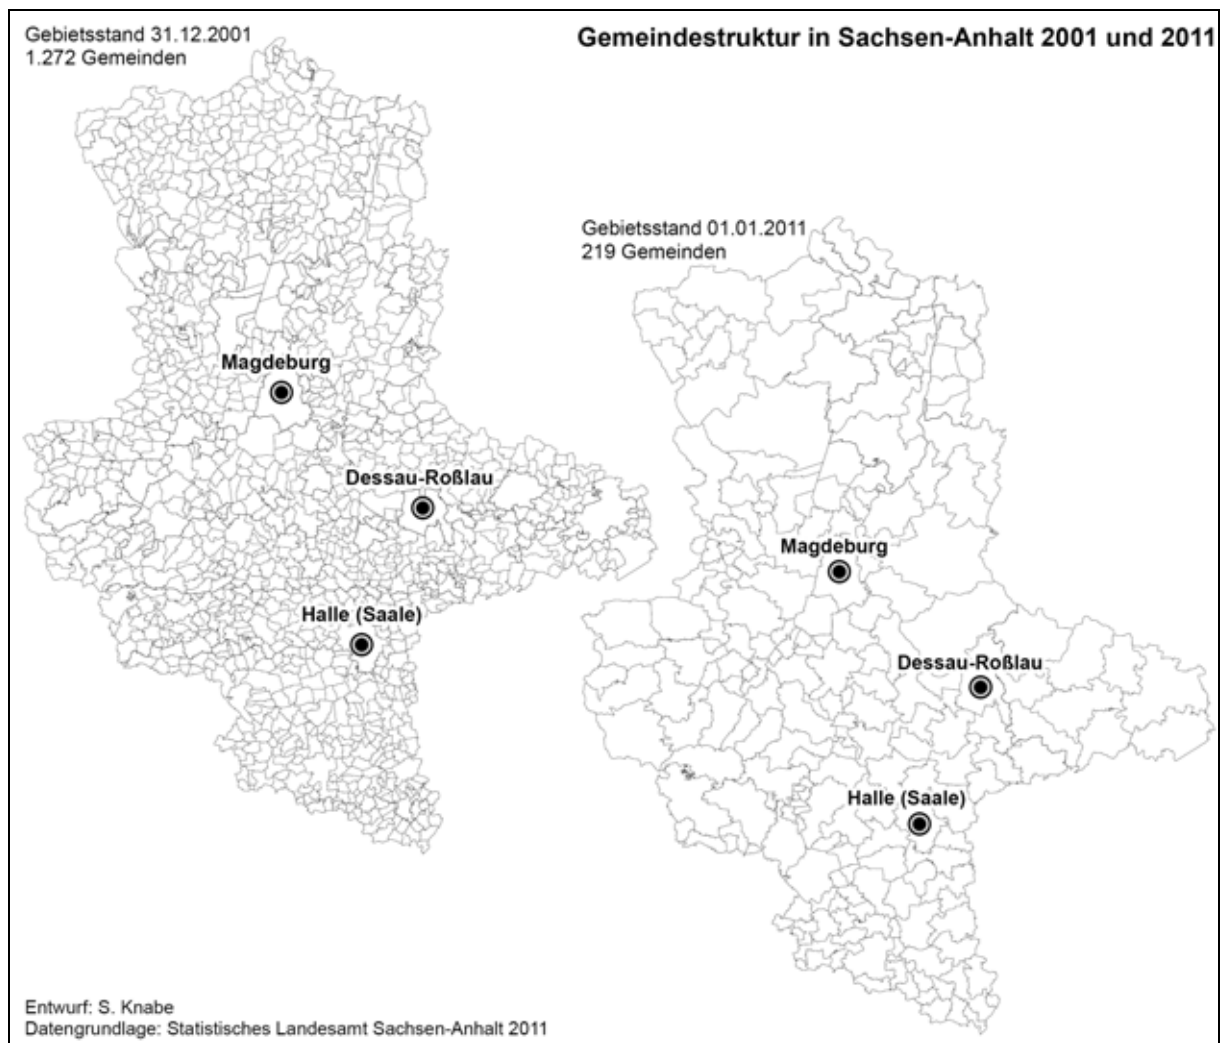 Gemeindestruktur in Sachsen-Anhalt 2001 und 2011
Gebietsstand 31.12.2001
1.272 Gemeinden
Magdeburg
Dessau-Roßlau
Halle (Saale)
Gebietsstand 01.01.2011
219 Gemeinden
Magdeburg
Dessau-Roßlau
Halle (Saale)
Entwurf: S. Knabe
Datengrundlage: Statistisches Landesamt Sachsen-Anhalt 2011